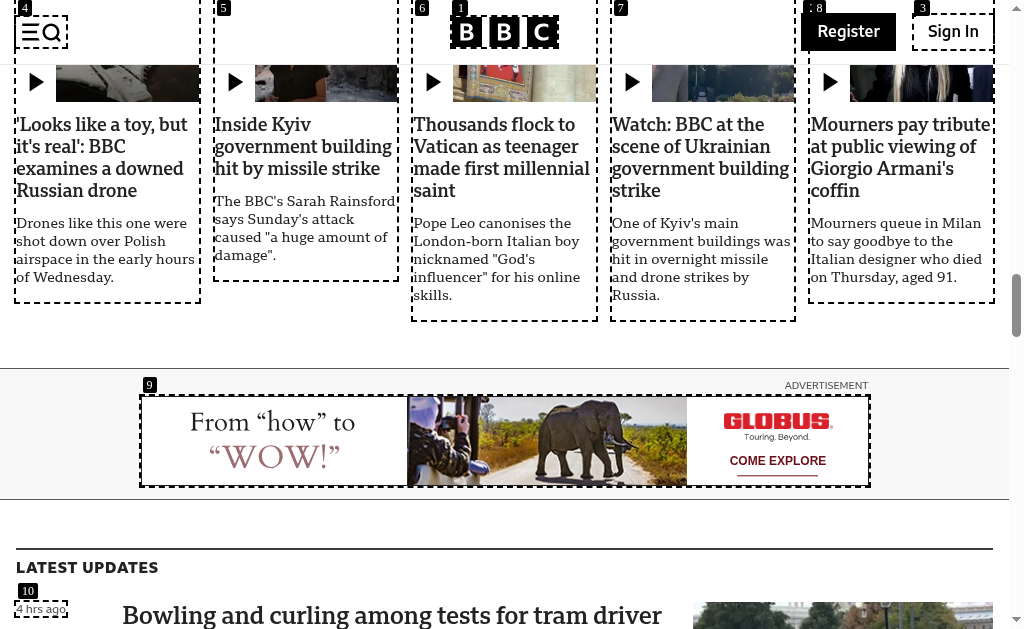 4
5
6
1
7
8
3
BBC
Register
Sign In
'Looks like a toy, but
it's real': BBC
examines a downed
Russian drone
Drones like this one were
shot down over Polish
airspace in the early hours
of Wednesday.
Inside Kyiv
government building
hit by missile strike
The BBC's Sarah Rainsford
says Sunday's attack
caused "a huge amount of
damage".
Thousands flock to
Vatican as teenager
made first millennial
saint
Pope Leo canonises the
London-born Italian boy
nicknamed "God's
influencer" for his online
skills.
Watch: BBC at the
scene of Ukrainian
government building
strike
One of Kyiv's main
government buildings was
hit in overnight missile
and drone strikes by
Russia.
Mourners pay tribute
at public viewing of
Giorgio Armani's
coffin
Mourners queue in Milan
to say goodbye to the
Italian designer who died
on Thursday, aged 91.
9
ADVERTISEMENT
From “how” to
“WOW!”
GLOBUS
Touring. Beyond.
COME EXPLORE
LATEST UPDATES
10
4 hrs ago
Bowling and curling among tests for tram driver